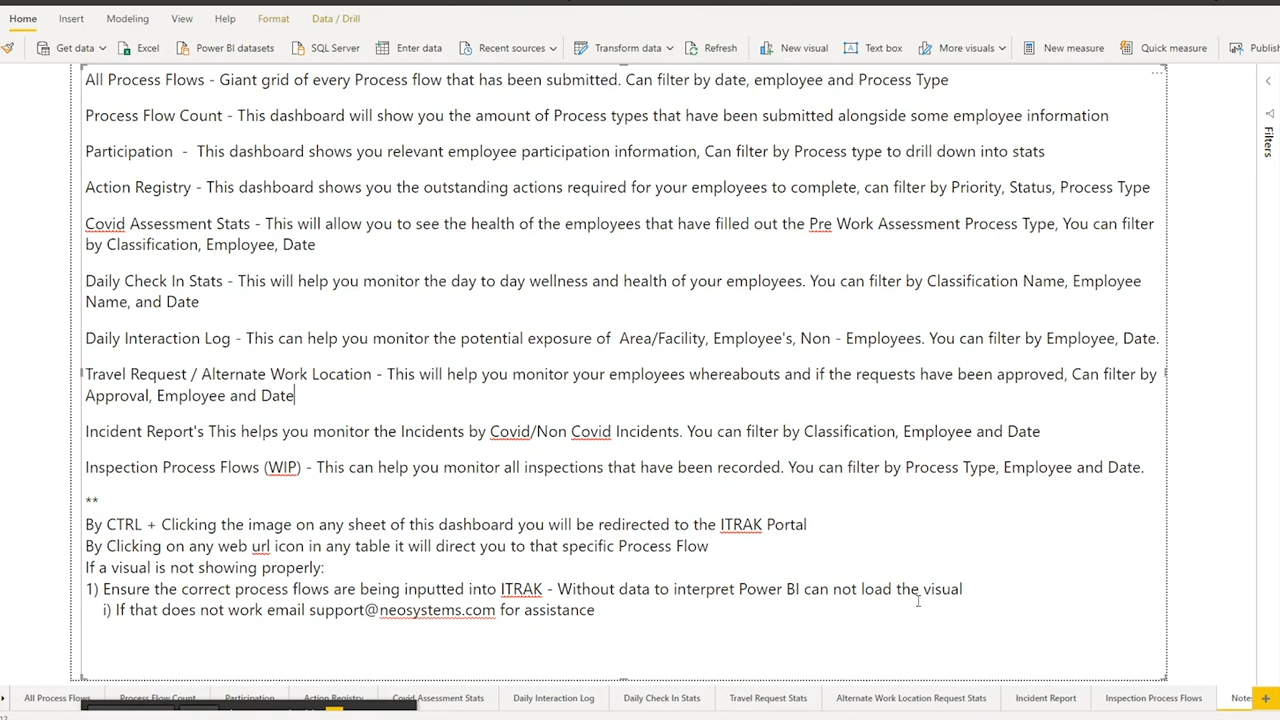 Home Insert Modeling View Help Format Data / Drill
Get data Excel Power BI datasets SQL Server Enter data Recent sources Transform data Refresh New visual Text box More visuals New measure Quick measure Publish
All Process Flows - Giant grid of every Process flow that has been submitted. Can filter by date, employee and Process Type
Process Flow Count - This dashboard will show you the amount of Process types that have been submitted alongside some employee information
Participation - This dashboard shows you relevant employee participation information, Can filter by Process type to drill down into stats
Action Registry - This dashboard shows you the outstanding actions required for your employees to complete, can filter by Priority, Status, Process Type
Covid Assessment Stats - This will allow you to see the health of the employees that have filled out the Pre Work Assessment Process Type, You can filter
by Classification, Employee, Date
Daily Check In Stats - This will help you monitor the day to day wellness and health of your employees. You can filter by Classification Name, Employee
Name, and Date
Daily Interaction Log - This can help you monitor the potential exposure of Area/Facility, Employee's, Non - Employees. You can filter by Employee, Date.
Travel Request / Alternate Work Location - This will help you monitor your employees whereabouts and if the requests have been approved, Can filter by
Approval, Employee and Date
Incident Report's This helps you monitor the Incidents by Covid/Non Covid Incidents. You can filter by Classification, Employee and Date
Inspection Process Flows (WIP) - This can help you monitor all inspections that have been recorded. You can filter by Process Type, Employee and Date.
**
By CTRL + Clicking the image on any sheet of this dashboard you will be redirected to the ITRAK Portal
By Clicking on any web url icon in any table it will direct you to that specific Process Flow
If a visual is not showing properly:
1) Ensure the correct process flows are being inputted into ITRAK - Without data to interpret Power BI can not load the visual
i) If that does not work email support@neosystems.com for assistance
Filters
All Process Flows Process Flow Count Participation Action Registry Covid Assessment Stats Daily Interaction Log Daily Check In Stats Travel Request Stats Alternate Work Location Request Stats Incident Report Inspection Process Flows Notes